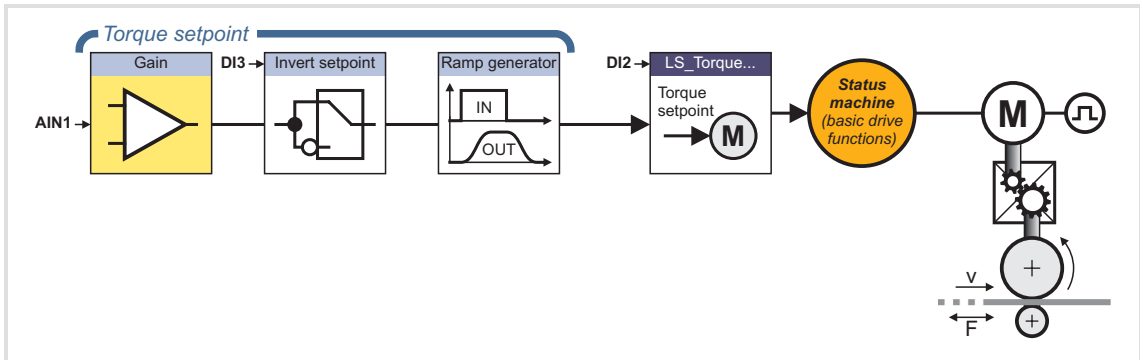 Torque setpoint
Gain
DI3
Invert setpoint
Ramp generator
DI2
LS_Torque...
AIN1
IN
OUT
Torque
setpoint
M
Status
machine
(basic drive
functions)
M
v
F